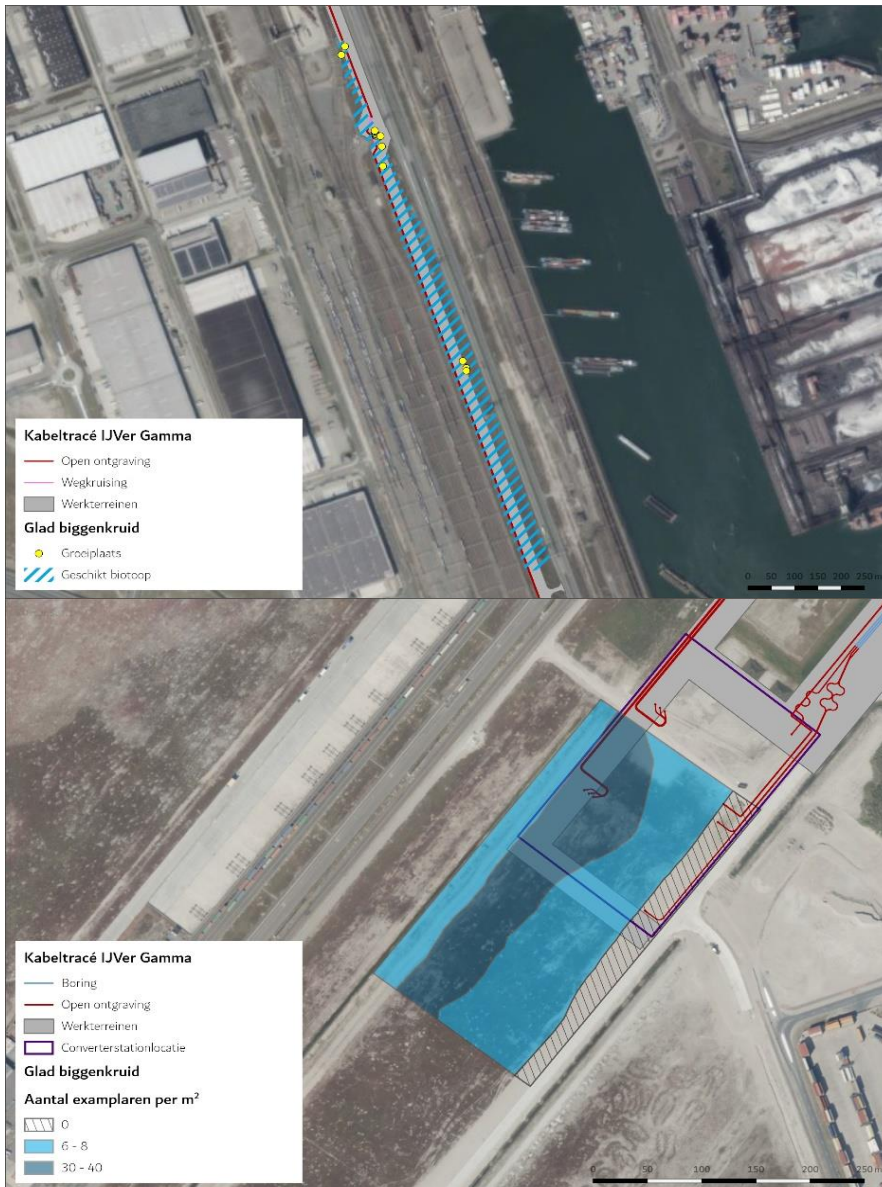 Kabeltracé IJVer Gamma
Open ontgraving
Wegkruising
Werkterreinen
Glad biggenkruid
Groeiplaats
Geschikt biotoop
0 50 100 150 200 250 m
Kabeltracé IJVer Gamma
Boring
Open ontgraving
Werkterreinen
Converterstationlocatie
Glad biggenkruid
Aantal examplaren per m²
0
6 - 8
30 - 40
0 50 100 150 200 250 m